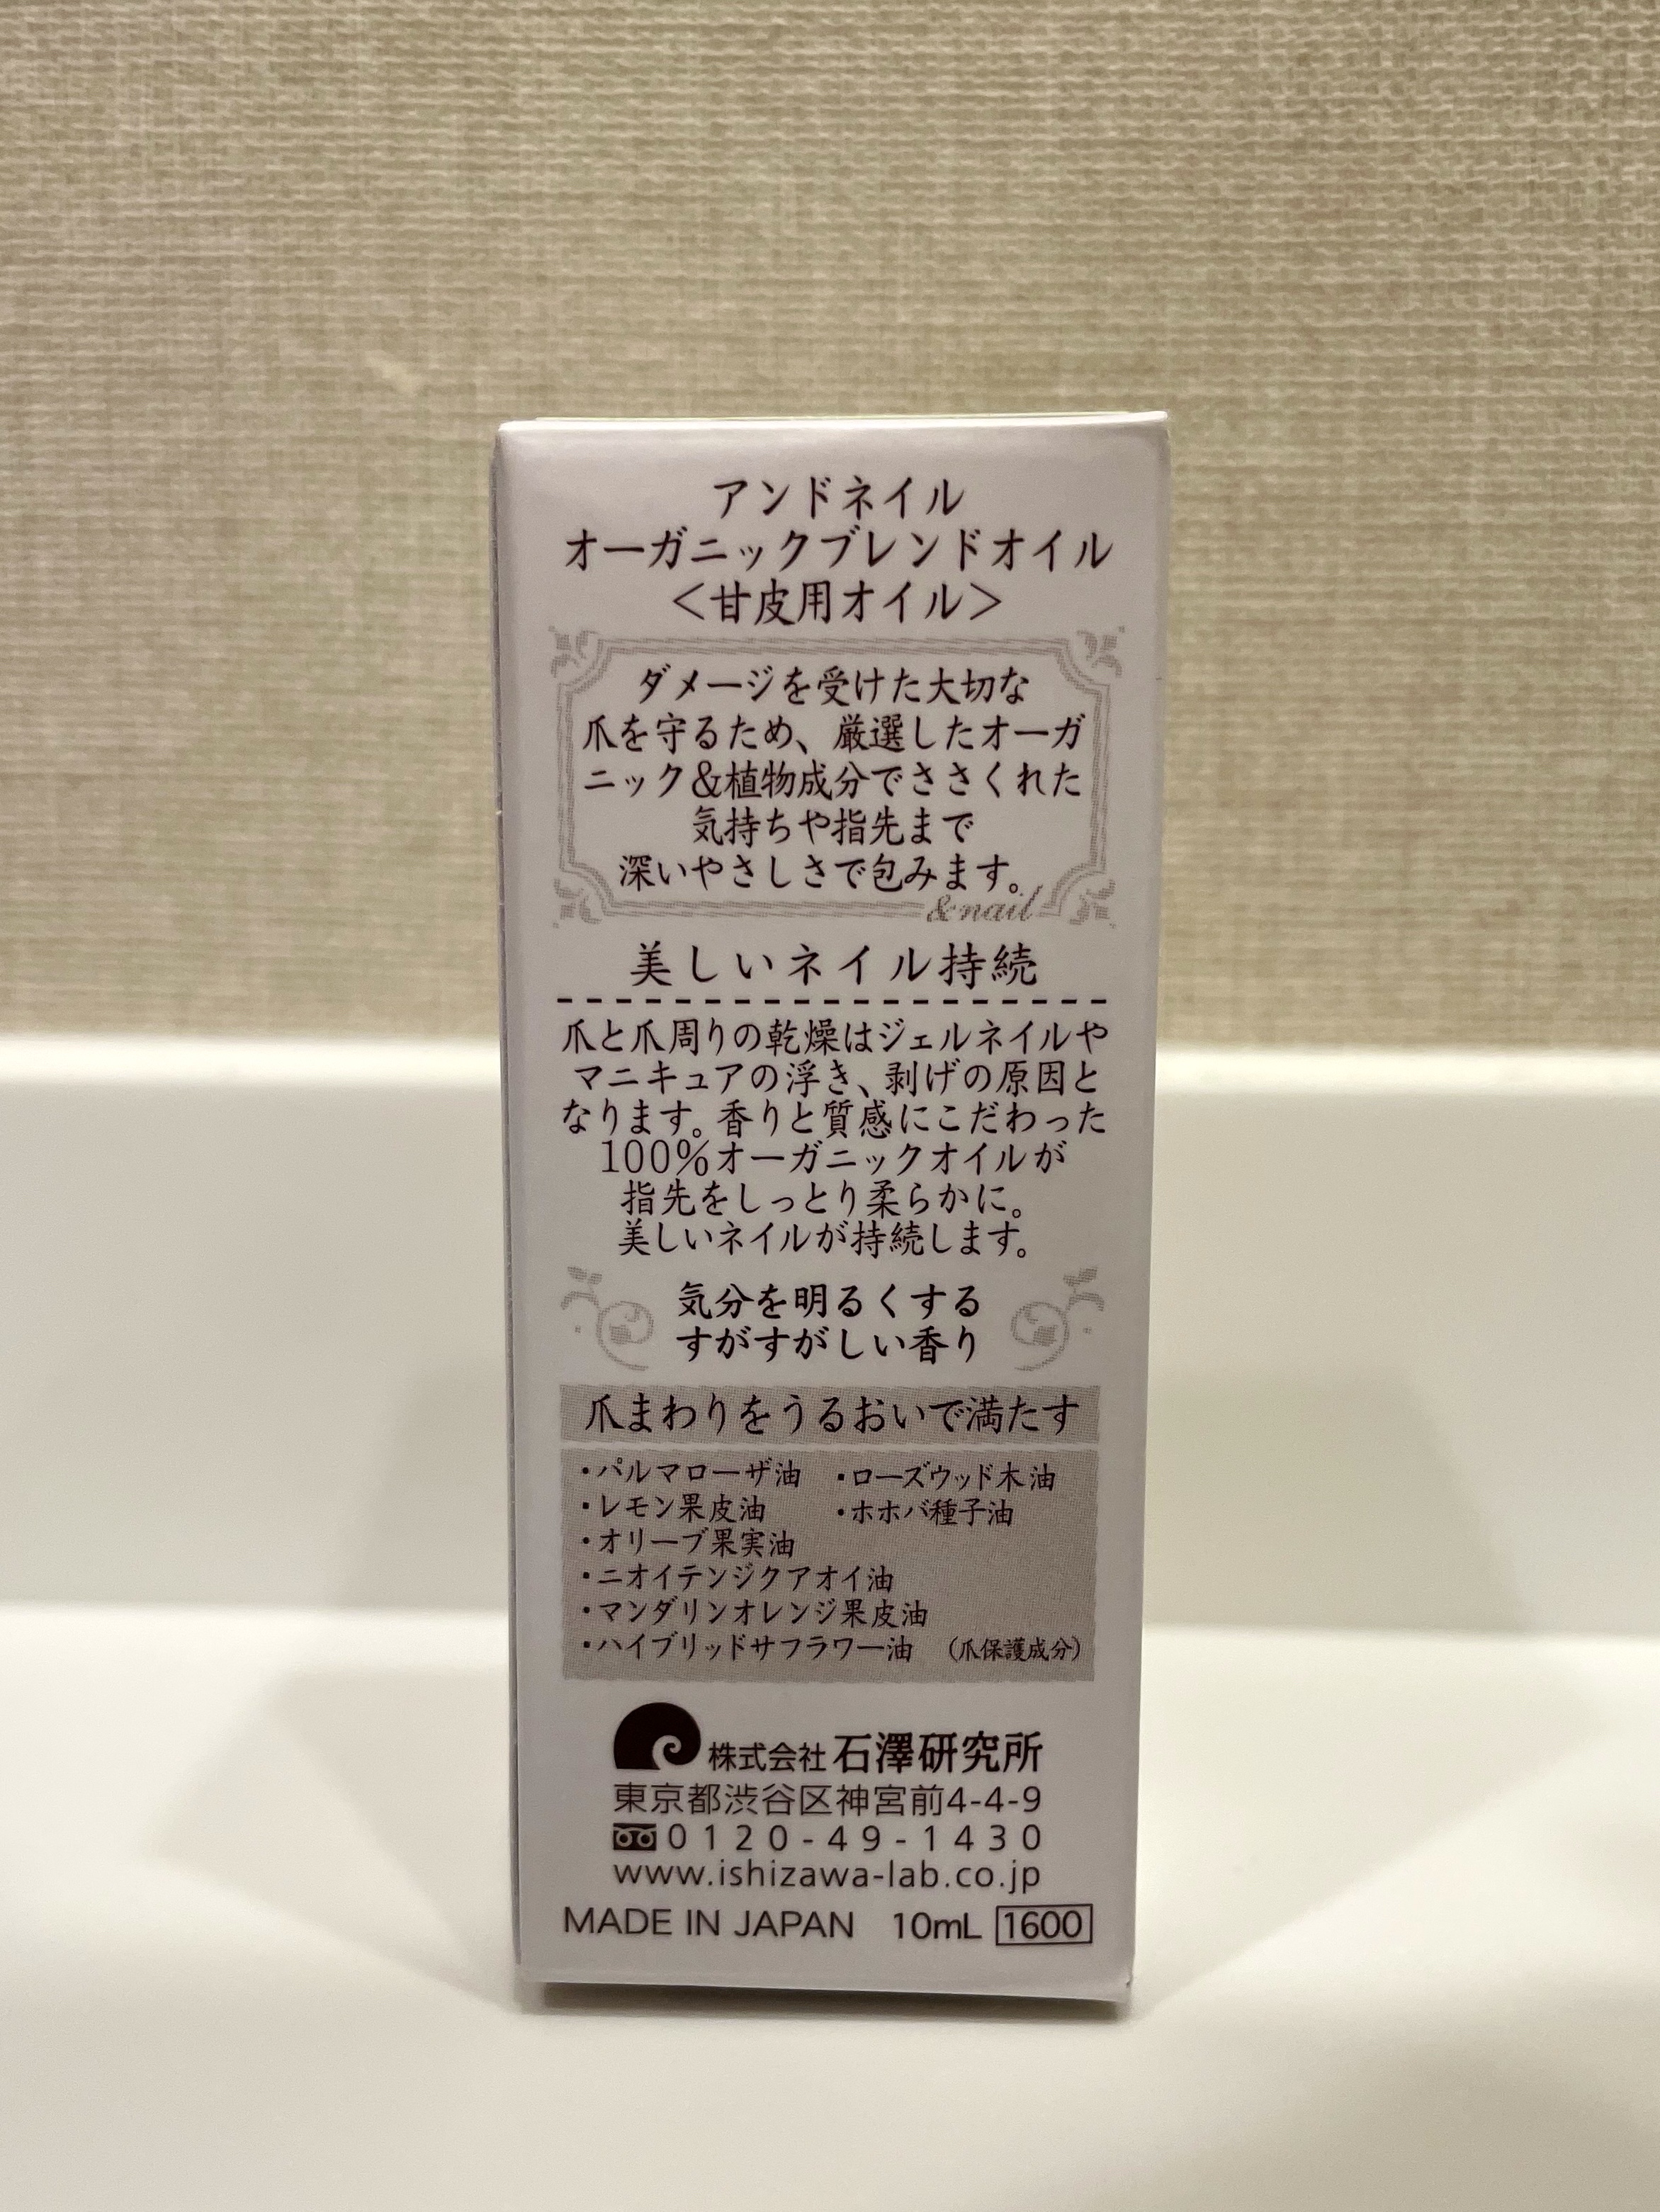 アンドネイル
オーガニックブレンドオイル
＜甘皮用オイル＞
ダメージを受けた大切な
爪を守るため、厳選したオーガ
ニック&植物成分でささくれた
気持ちや指先まで
深いやさしさで包みます。
&nail
美しいネイル持続
爪と爪周りの乾燥はジェルネイルや
マニキュアの浮き、剥げの原因と
なります。香りと質感にこだわった
100%オーガニックオイルが
指先をしっとり柔らかに。
美しいネイルが持続します。
気分を明るくする
すがすがしい香り
爪まわりをうるおいで満たす
・パルマローザ油 ・ローズウッド木油
・レモン果皮油 ・ホホバ種子油
・オリーブ果実油
・ニオイテンジクアオイ油
・マンダリンオレンジ果皮油
・ハイブリッドサフラワー油 (爪保護成分)
株式会社 石澤研究所
東京都渋谷区神宮前4-4-9
0120-49-1430
www.ishizawa-lab.co.jp
MADE IN JAPAN 10mL 1600